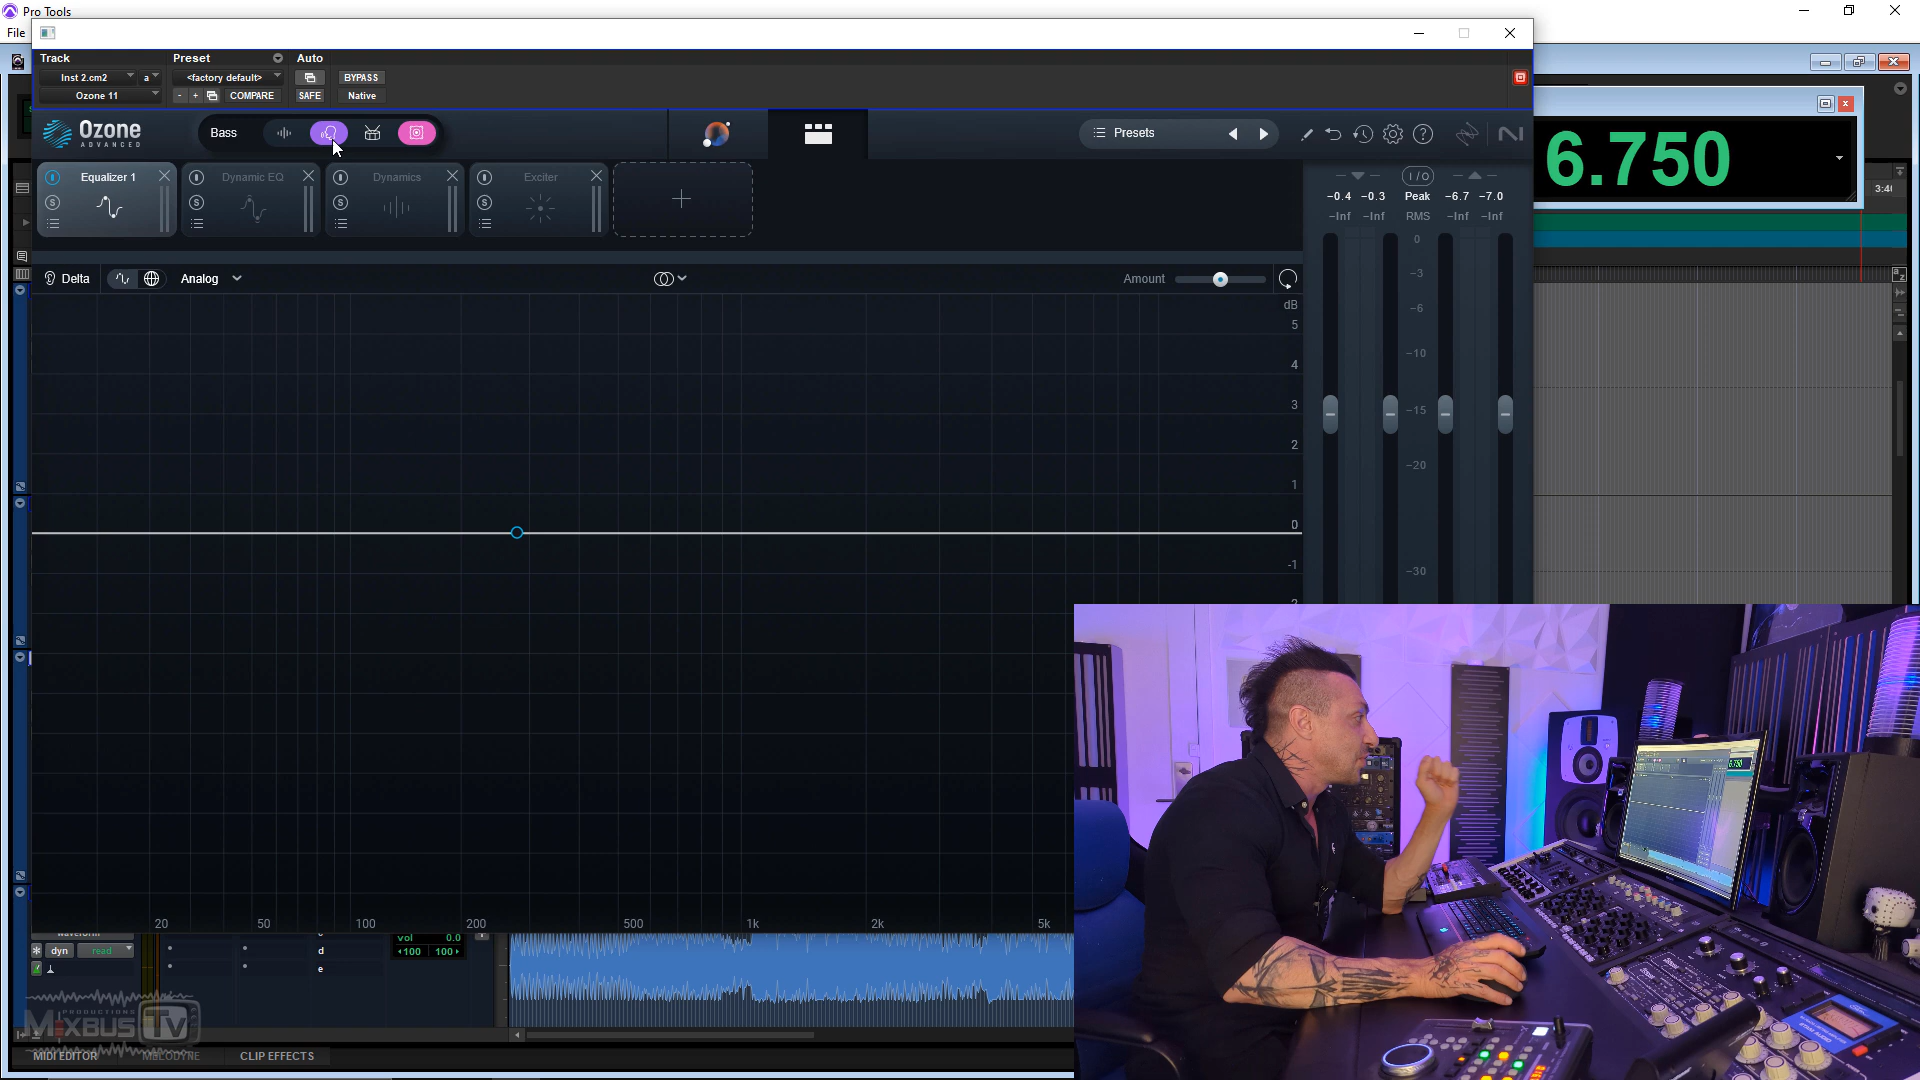 Pro Tools
File
Track
Preset
Auto
Inst 2.cm2
a
<factory default>
BYPASS
Ozone 11
- + COMPARE
SAFE
Native
Ozone
ADVANCED
Bass
Presets
6.750
3:4
Equalizer 1
Dynamic EQ
Dynamics
Exciter
S
S
S
S
I/O
-0.4 -0.3 Peak -6.7 -7.0
-Inf -Inf RMS -Inf -Inf
0
-3
-6
-10
-15
-20
-30
Delta
Analog
Amount
dB
5
4
3
2
1
0
-1
20 50 100 200 500 1k 2k 5k
vol 0.0
dyn
read
d
100 100
e
PRODUCTIONS
MIXBUS TV
MIDI EDITOR
MELODYNE
CLIP EFFECTS